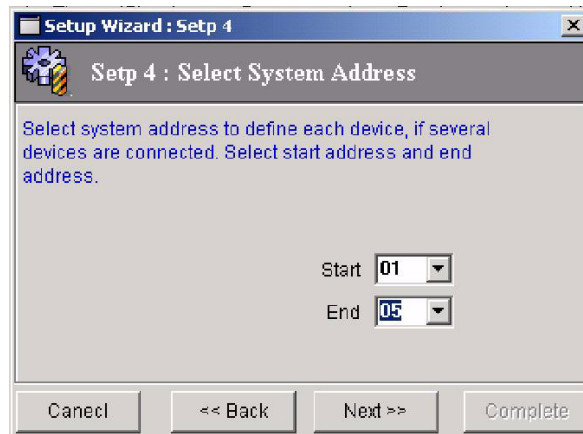 Setup Wizard : Setp 4
Setp 4 : Select System Address
Select system address to define each device, if several
devices are connected. Select start address and end
address.
Start 01
End 05
Canecl << Back Next >> Complete